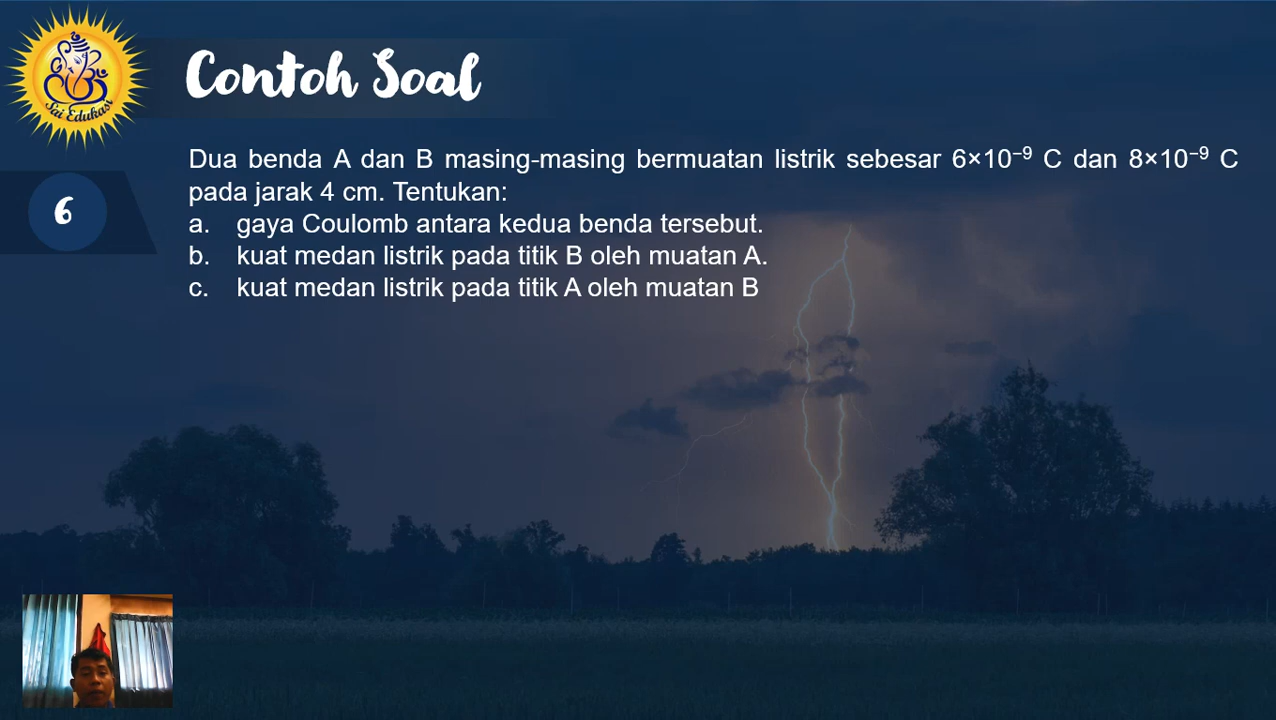 Sai Edukasi
Contoh Soal
6
Dua benda A dan B masing-masing bermuatan listrik sebesar 6×10⁻⁹ C dan 8×10⁻⁹ C
pada jarak 4 cm. Tentukan:
a. gaya Coulomb antara kedua benda tersebut.
b. kuat medan listrik pada titik B oleh muatan A.
c. kuat medan listrik pada titik A oleh muatan B